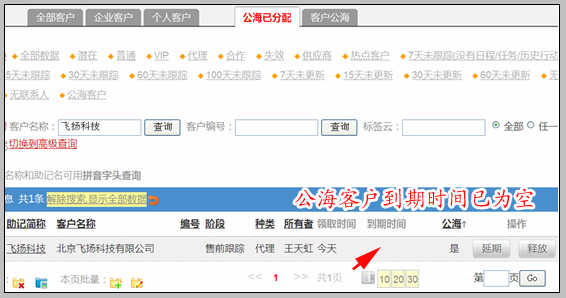 全部客户 企业客户 个人客户 公海已分配 客户公海
全部数据 潜在 普通 VIP 代理 合作 失效 供应商 热点客户 7天未跟踪(没有日程/任务/历史行动
5天未跟踪 30天未跟踪 60天未跟踪 100天未跟踪 7天未更新 15天未更新 30天未更新 60天未更新
无联系人 公海客户
客户名称： 飞扬科技 查询 客户编号： 查询 标签云： 全部 任一
切换到高级查询
名称和助记名可用拼音字头查询
息 共1条 解除搜索,显示全部数据 公海客户到期时间已为空
助记简称 客户名称 编号 阶段 种类 所有者 领取时间 到期时间 公海↑ 操作
飞扬科技 北京飞扬科技有限公司 售前跟踪 代理 王天虹 今天 是 延期 释放
本页批量： << 1 >> 共1页 10 20 30 第 页 Go